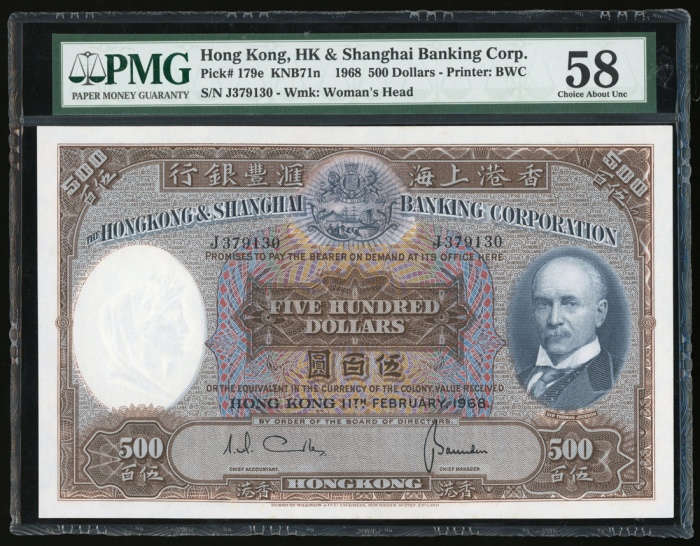 PMG
PAPER MONEY GUARANTY
Hong Kong, HK & Shanghai Banking Corp.
Pick# 179e KNB71n 1968 500 Dollars - Printer: BWC
S/N J379130 - Wmk: Woman's Head
58
Choice About Unc
500
百伍
行銀豐滙 海上港香
500
百伍
THE HONGKONG & SHANGHAI BANKING CORPORATION
J 379130 J 379130
PROMISES TO PAY THE BEARER ON DEMAND AT ITS OFFICE HERE
FIVE HUNDRED
DOLLARS
圓百伍
OR THE EQUIVALENT IN THE CURRENCY OF THE COLONY, VALUE RECEIVED
HONG KONG 11TH FEBRUARY, 1968.
SIR THOMAS JACKSON
BY ORDER OF THE BOARD OF DIRECTORS.
500
百伍
CHIEF ACCOUNTANT.
CHIEF MANAGER.
500
百伍
港香 HONGKONG 港香